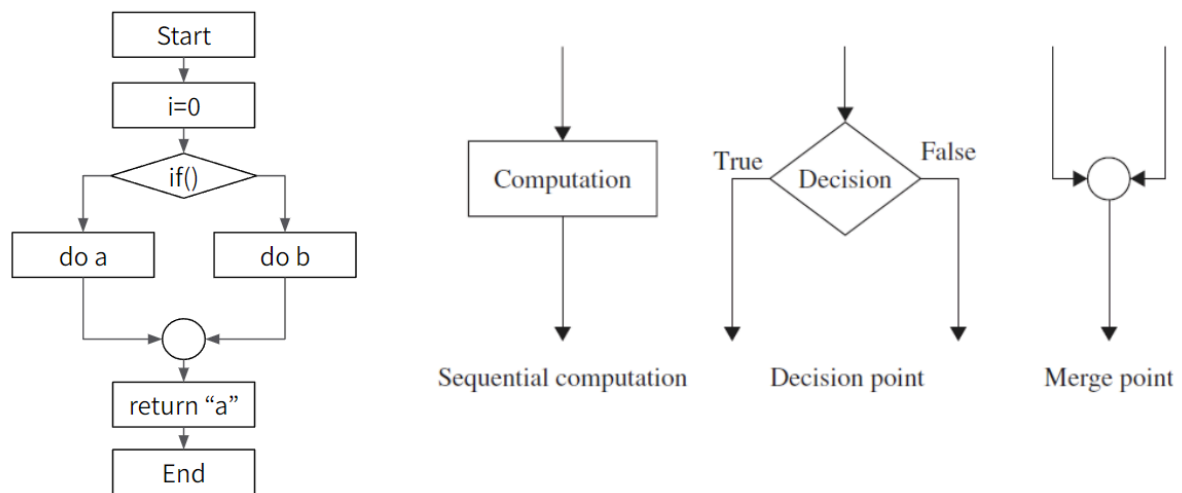 Start
i=0
if()
do a
do b
return “a”
End
Computation
Sequential computation
True
False
Decision
Decision point
Merge point